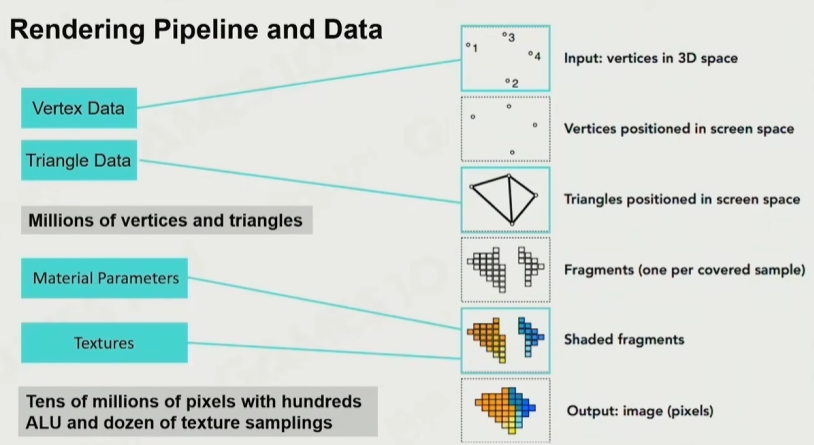 Rendering Pipeline and Data
Vertex Data
Triangle Data
Millions of vertices and triangles
Material Parameters
Textures
Tens of millions of pixels with hundreds
ALU and dozen of texture samplings
1
3
4
2
Input: vertices in 3D space
Vertices positioned in screen space
Triangles positioned in screen space
Fragments (one per covered sample)
Shaded fragments
Output: image (pixels)